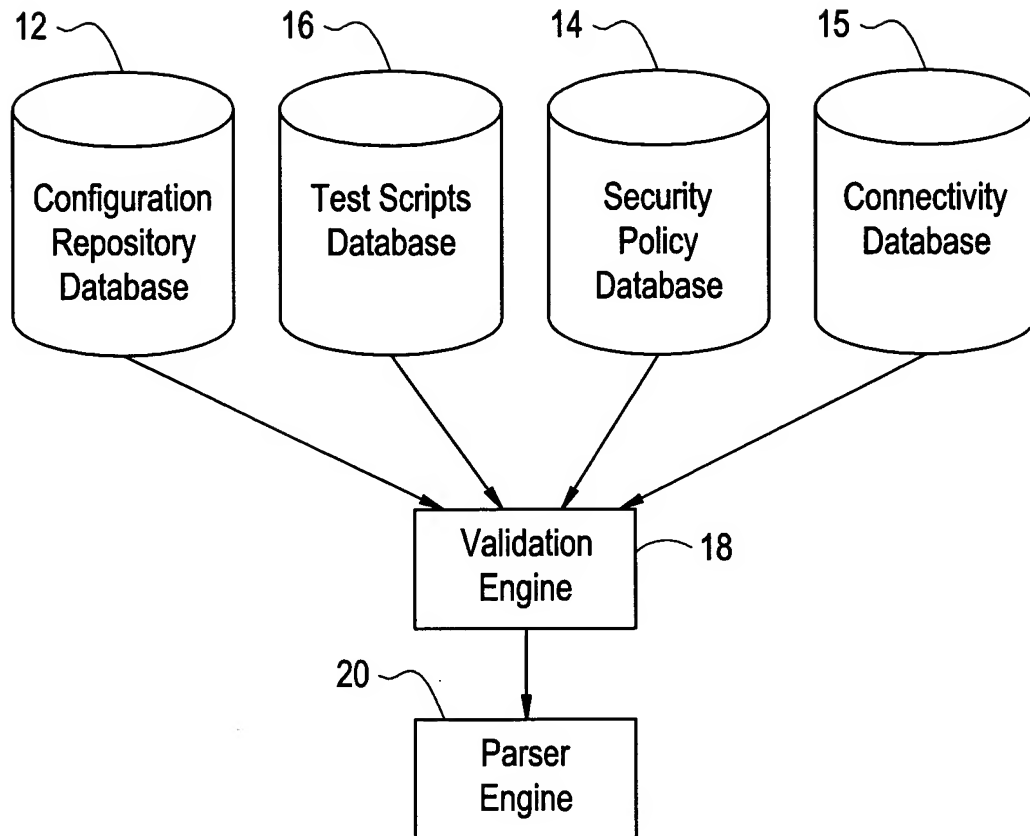 12
16
14
15
Configuration
Repository
Database
Test Scripts
Database
Security
Policy
Database
Connectivity
Database
Validation
Engine
18
20
Parser
Engine